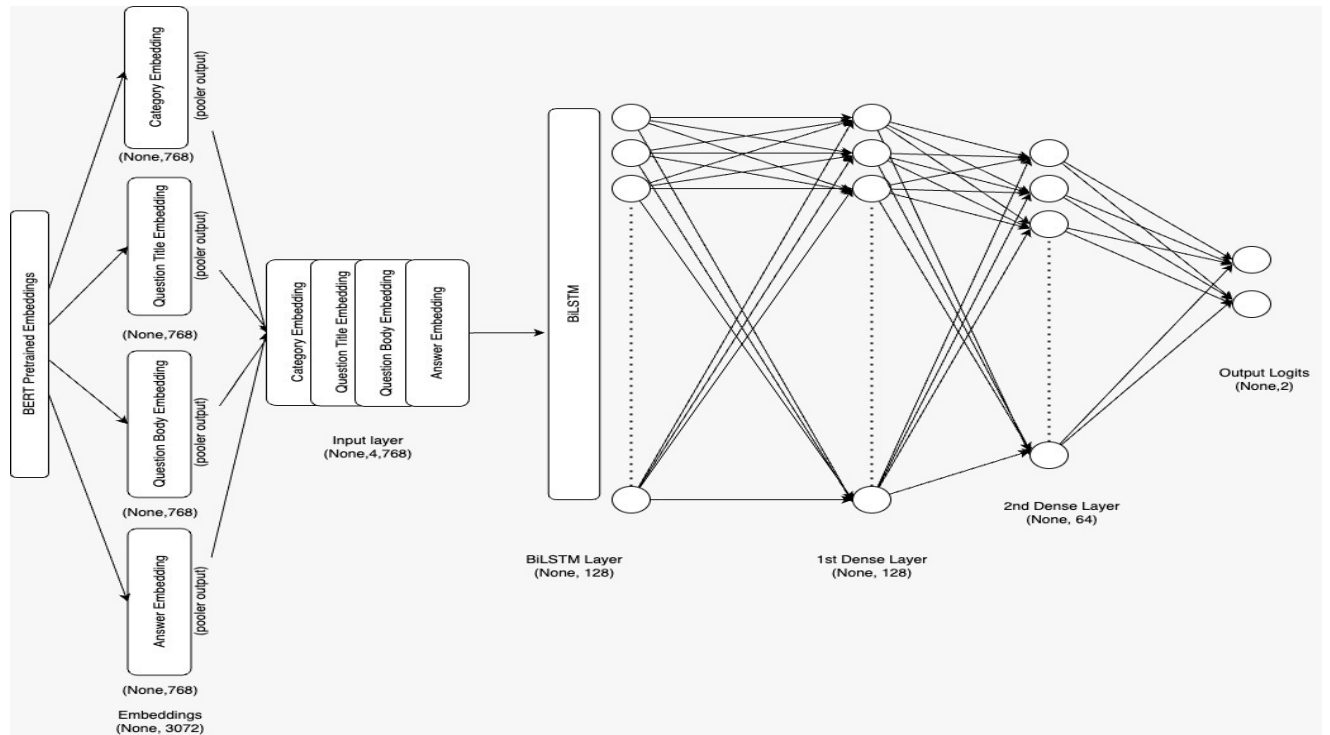 BERT Pretrained Embeddings
Category Embedding
(pooler output)
(None,768)
Question Title Embedding
(pooler output)
(None,768)
Question Body Embedding
(pooler output)
(None,768)
Answer Embedding
(pooler output)
(None,768)
Embeddings
(None, 3072)
Category Embedding
Question Title Embedding
Question Body Embedding
Answer Embedding
Input layer
(None,4,768)
BiLSTM
BiLSTM Layer
(None, 128)
1st Dense Layer
(None, 128)
2nd Dense Layer
(None, 64)
Output Logits
(None,2)